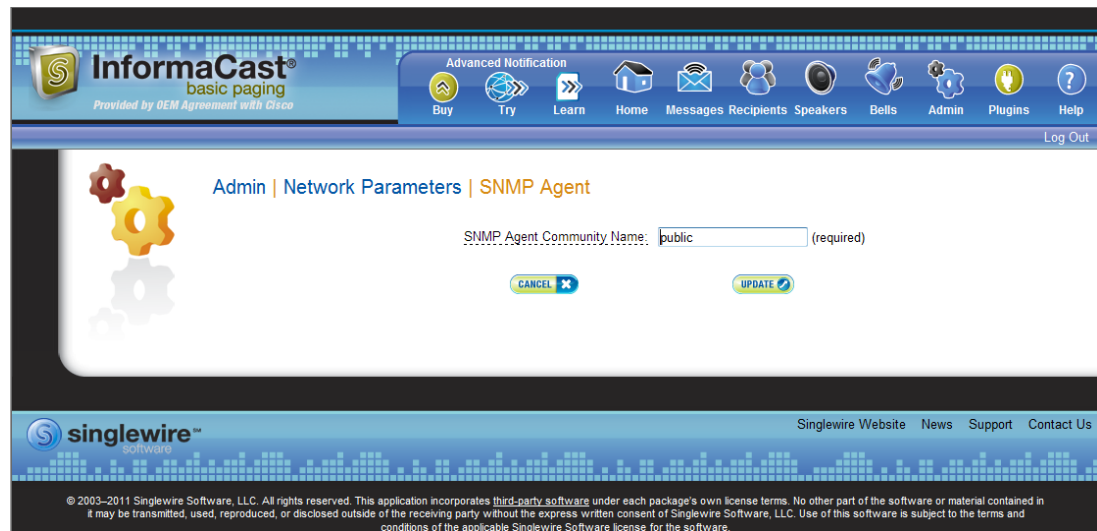 InformaCast®
basic paging
Provided by OEM Agreement with Cisco
Advanced Notification
Buy Try Learn Home Messages Recipients Speakers Bells Admin Plugins Help
Log Out
Admin | Network Parameters | SNMP Agent
SNMP Agent Community Name: public (required)
CANCEL UPDATE
Singlewire Website News Support Contact Us
singlewire℠
software
© 2003–2011 Singlewire Software, LLC. All rights reserved. This application incorporates third-party software under each package's own license terms. No other part of the software or material contained in
it may be transmitted, used, reproduced, or disclosed outside of the receiving party without the express written consent of Singlewire Software, LLC. Use of this software is subject to the terms and
conditions of the applicable Singlewire Software license for the software.